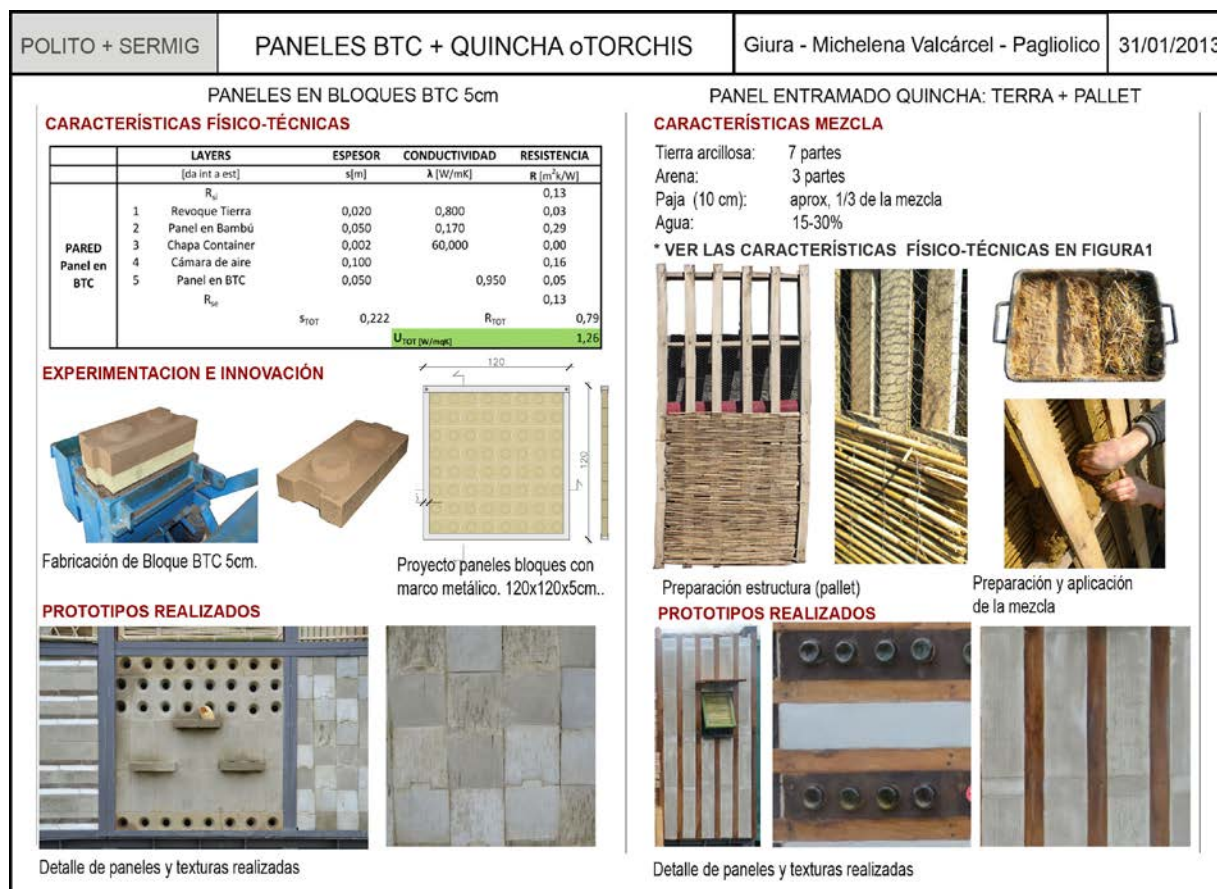 POLITO + SERMIG
PANELES BTC + QUINCHA oTORCHIS
Giura - Michelena Valcárcel - Pagliolico
31/01/2013
PANELES EN BLOQUES BTC 5cm
CARACTERÍSTICAS FÍSICO-TÉCNICAS
LAYERS ESPESOR CONDUCTIVIDAD RESISTENCIA
[da int a est] s[m] λ [W/mK] R [m²k/W]
Rsi 0,13
1 Revoque Tierra 0,020 0,800 0,03
2 Panel en Bambú 0,050 0,170 0,29
3 Chapa Container 0,002 60,000 0,00
4 Cámara de aire 0,100 0,16
5 Panel en BTC 0,050 0,950 0,05
Rse 0,13
PARED
Panel en
BTC
sTOT 0,222 RTOT 0,79
UTOT [W/mqK] 1,26
EXPERIMENTACION E INNOVACIÓN
120
120
Fabricación de Bloque BTC 5cm.
Proyecto paneles bloques con
marco metálico. 120x120x5cm..
PROTOTIPOS REALIZADOS
Detalle de paneles y texturas realizadas
PANEL ENTRAMADO QUINCHA: TERRA + PALLET
CARACTERÍSTICAS MEZCLA
Tierra arcillosa: 7 partes
Arena: 3 partes
Paja (10 cm): aprox, 1/3 de la mezcla
Agua: 15-30%
* VER LAS CARACTERÍSTICAS FÍSICO-TÉCNICAS EN FIGURA1
Preparación estructura (pallet)
Preparación y aplicación
de la mezcla
PROTOTIPOS REALIZADOS
Detalle de paneles y texturas realizadas